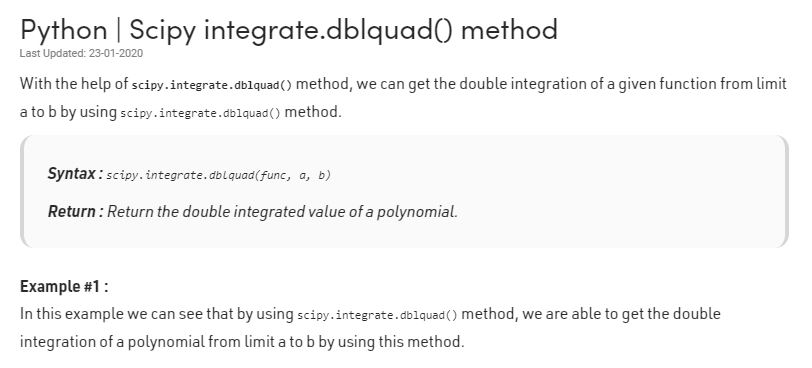 Python | Scipy integrate.dblquad() method
Last Updated: 23-01-2020
With the help of scipy.integrate.dblquad() method, we can get the double integration of a given function from limit
a to b by using scipy.integrate.dblquad() method.
Syntax : scipy.integrate.dblquad(func, a, b)
Return : Return the double integrated value of a polynomial.
Example #1 :
In this example we can see that by using scipy.integrate.dblquad() method, we are able to get the double
integration of a polynomial from limit a to b by using this method.